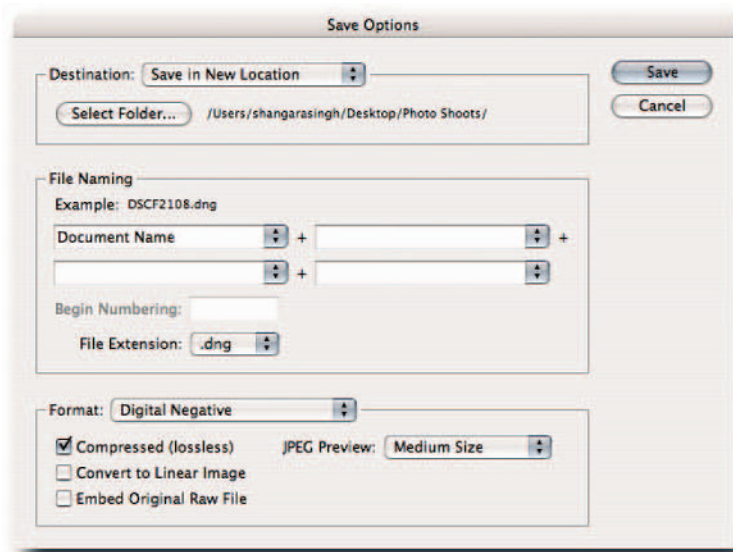 Save Options
Destination: Save in New Location
Save
Select Folder... /Users/shangarasingh/Desktop/Photo Shoots/
Cancel
File Naming
Example: DSCF2108.dng
Document Name + +
+
Begin Numbering:
File Extension: .dng
Format: Digital Negative
Compressed (lossless) JPEG Preview: Medium Size
Convert to Linear Image
Embed Original Raw File